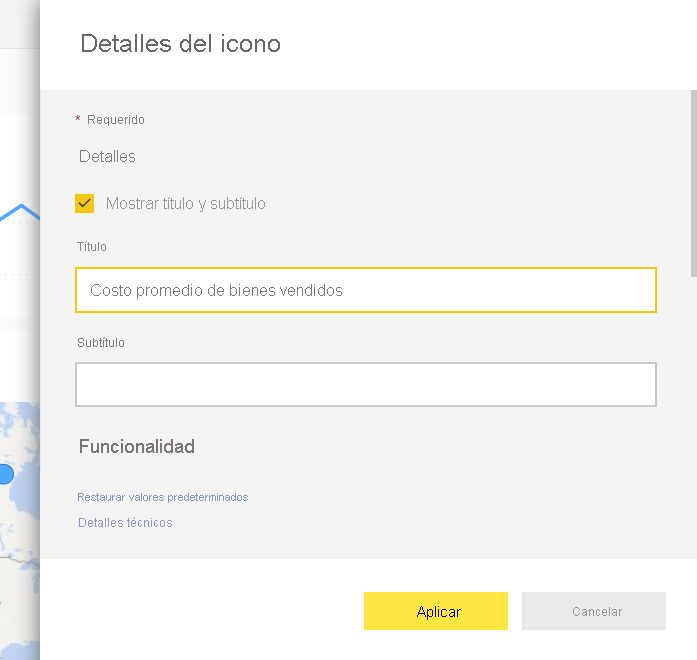 Detalles del icono
* Requerido
Detalles
Mostrar título y subtítulo
Título
Costo promedio de bienes vendidos
Subtítulo
Funcionalidad
Restaurar valores predeterminados
Detalles técnicos
Aplicar
Cancelar